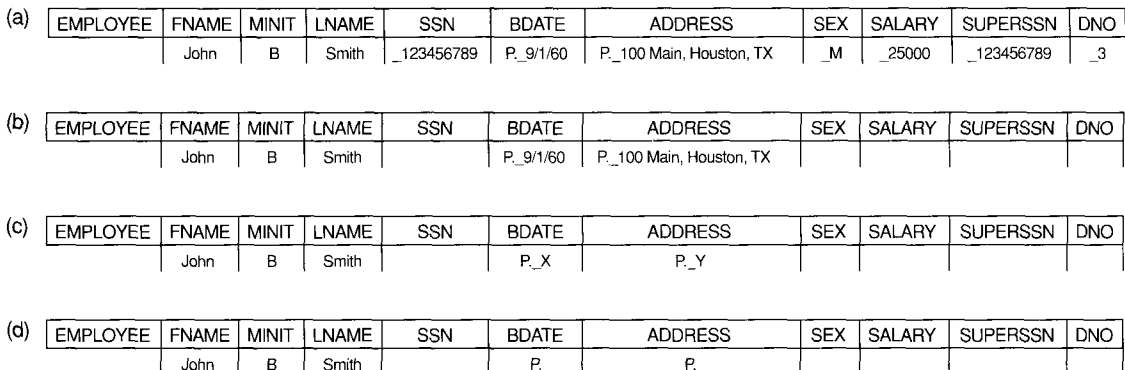 (a) EMPLOYEE FNAME MINIT LNAME SSN BDATE ADDRESS SEX SALARY SUPERSSN DNO
John B Smith _123456789 P._9/1/60 P._100 Main, Houston, TX _M _25000 _123456789 _3
(b) EMPLOYEE FNAME MINIT LNAME SSN BDATE ADDRESS SEX SALARY SUPERSSN DNO
John B Smith P._9/1/60 P._100 Main, Houston, TX
(c) EMPLOYEE FNAME MINIT LNAME SSN BDATE ADDRESS SEX SALARY SUPERSSN DNO
John B Smith P._X P._Y
(d) EMPLOYEE FNAME MINIT LNAME SSN BDATE ADDRESS SEX SALARY SUPERSSN DNO
John B Smith P. P.